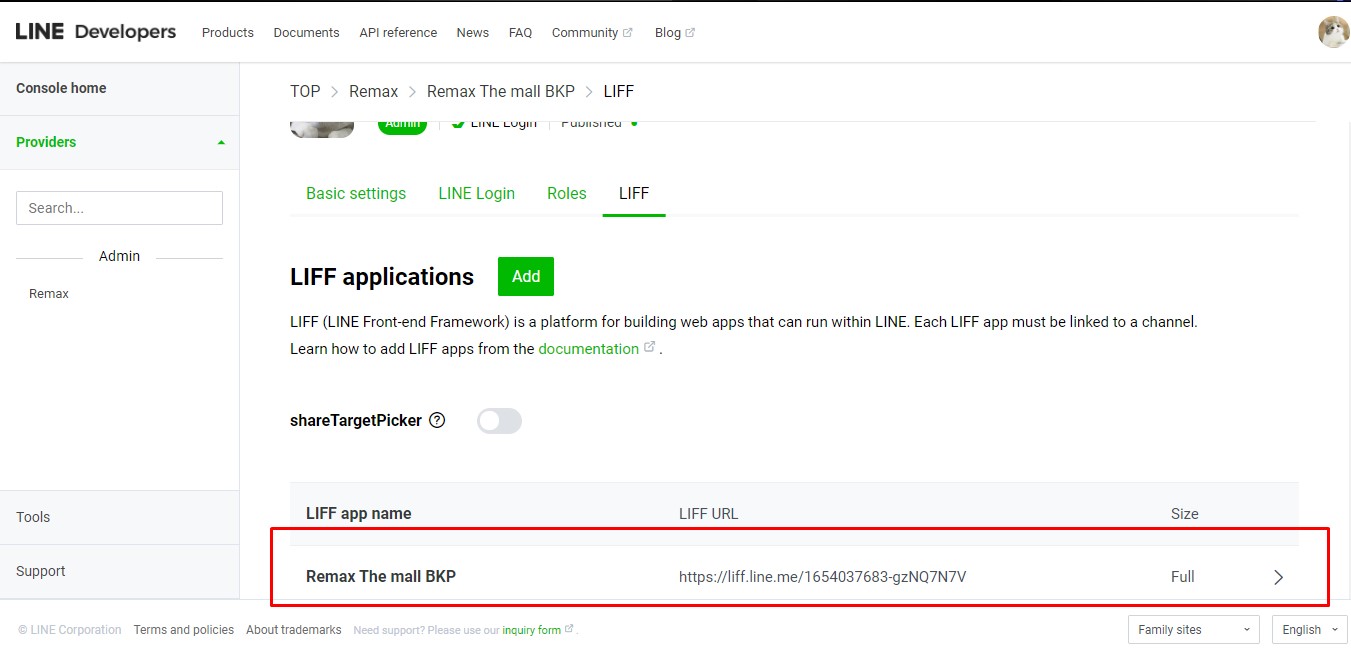 LINE Developers Products Documents API reference News FAQ Community Blog
Console home
Providers
Search...
Admin
Remax
Tools
Support
TOP > Remax > Remax The mall BKP > LIFF
Admin LINE Login Published
Basic settings LINE Login Roles LIFF
LIFF applications Add
LIFF (LINE Front-end Framework) is a platform for building web apps that can run within LINE. Each LIFF app must be linked to a channel.
Learn how to add LIFF apps from the documentation .
shareTargetPicker ?
LIFF app name LIFF URL Size
Remax The mall BKP https://liff.line.me/1654037683-gzNQ7N7V Full
© LINE Corporation Terms and policies About trademarks Need support? Please use our inquiry form . Family sites English